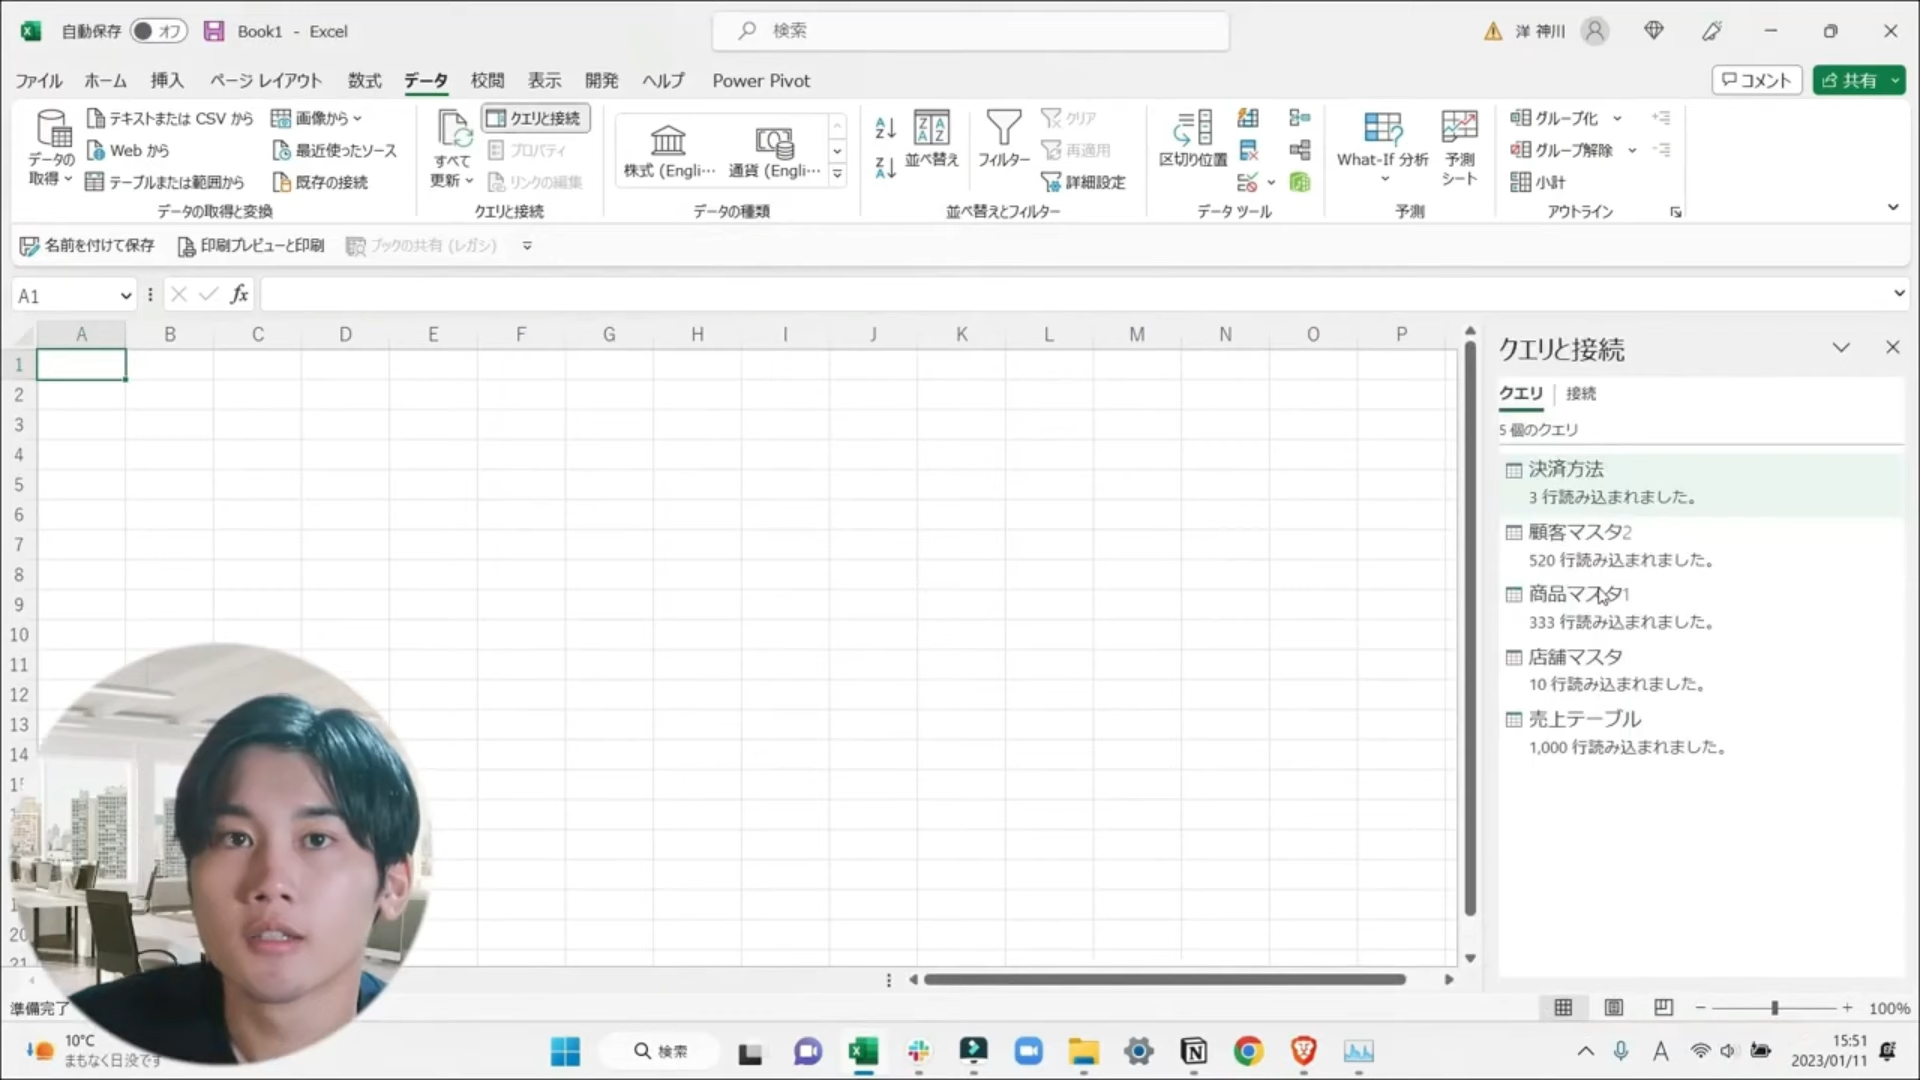 自動保存 オフ Book1 - Excel 検索 洋 神川
ファイル ホーム 挿入 ページ レイアウト 数式 データ 校閲 表示 開発 ヘルプ Power Pivot コメント 共有
データの取得
テキストまたは CSV から
Web から
テーブルまたは範囲から
画像から
最近使ったソース
既存の接続
データの取得と変換
すべて更新
クエリと接続
プロパティ
リンクの編集
クエリと接続
株式 (Engli…
通貨 (Engli…
データの種類
並べ替え
フィルター
クリア
再適用
詳細設定
並べ替えとフィルター
区切り位置
データ ツール
What-If 分析
予測シート
予測
グループ化
グループ解除
小計
アウトライン
名前を付けて保存 印刷プレビューと印刷 ブックの共有 (レガシ)
A1 fx
A B C D E F G H I J K L M N O P
1
2
3
4
5
6
7
8
9
10
11
12
13
14
20
21
クエリと接続
クエリ 接続
5 個のクエリ
決済方法
3 行読み込まれました。
顧客マスタ2
520 行読み込まれました。
商品マスタ1
333 行読み込まれました。
店舗マスタ
10 行読み込まれました。
売上テーブル
1,000 行読み込まれました。
準備完了 100%
10°C
まもなく日没です
検索
A
15:51
2023/01/11